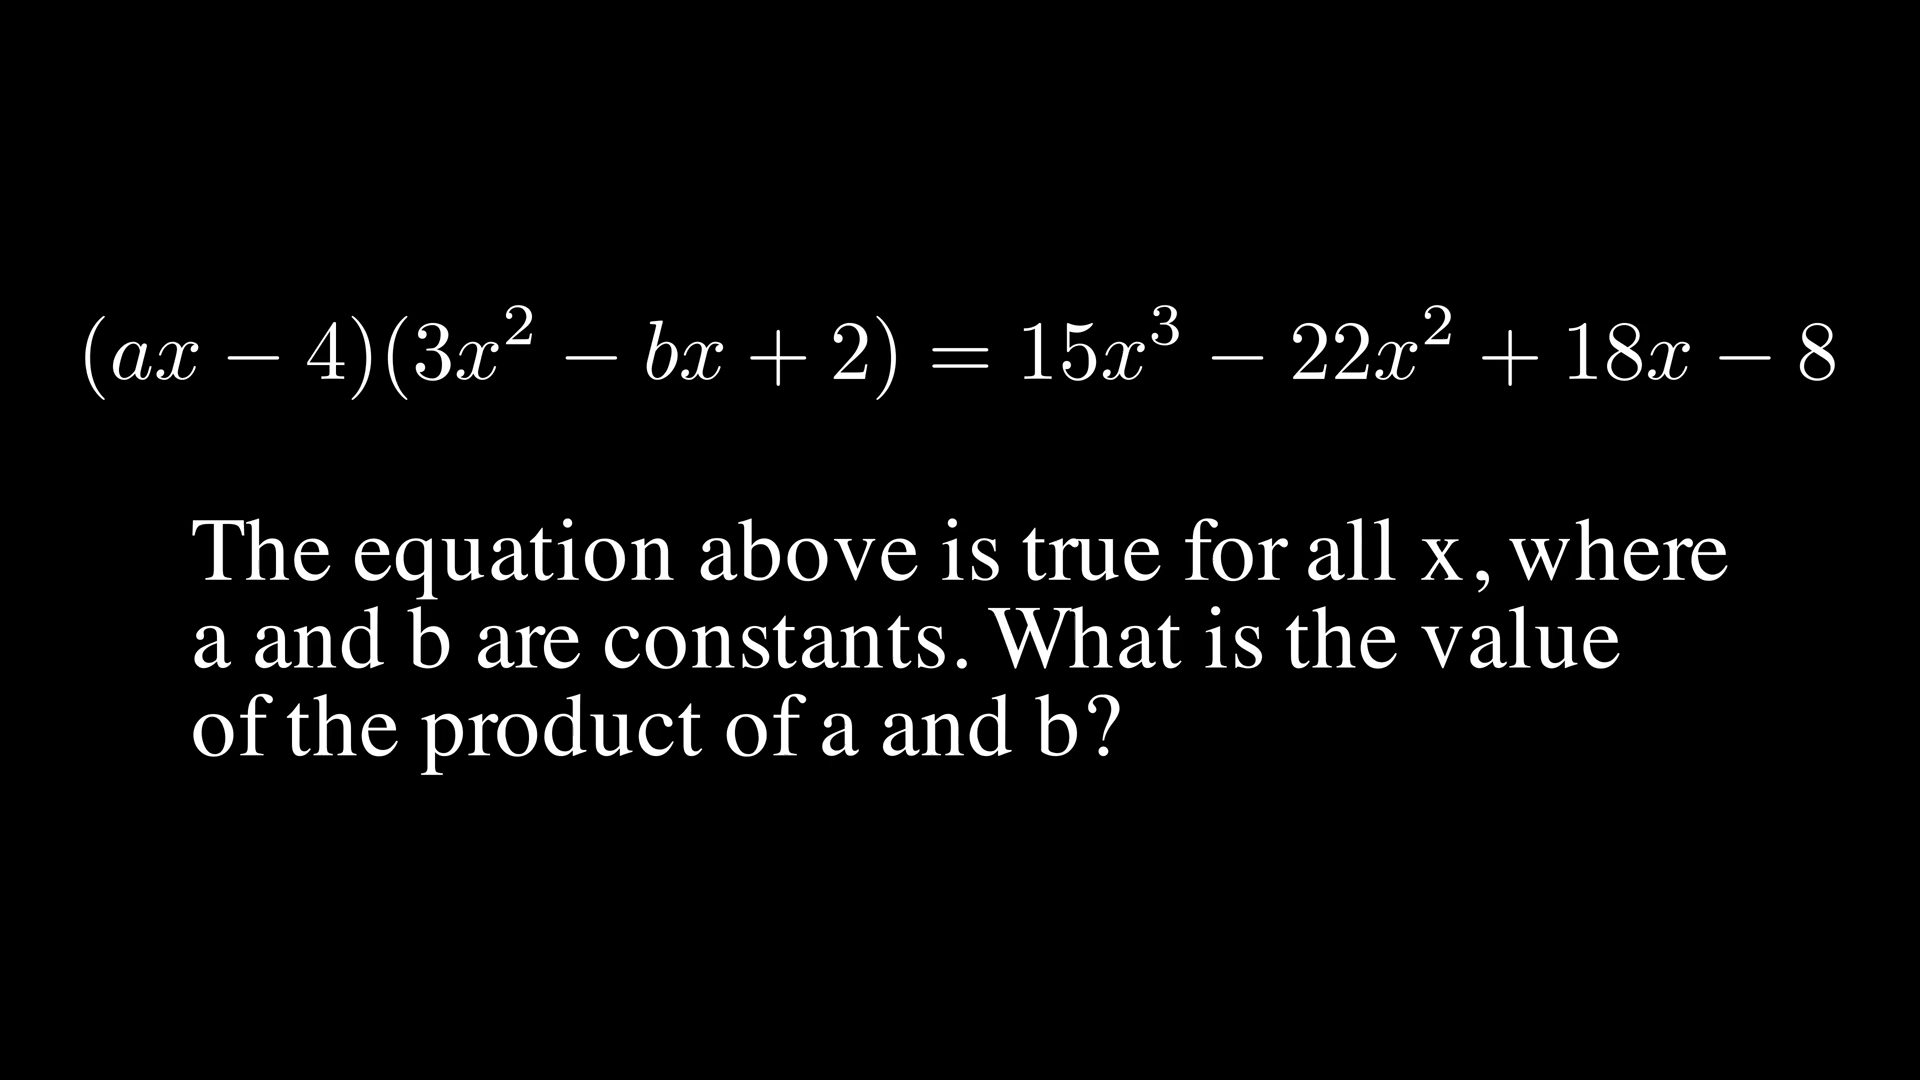 (ax − 4)(3x² − bx + 2) = 15x³ − 22x² + 18x − 8
The equation above is true for all x, where
a and b are constants. What is the value
of the product of a and b?